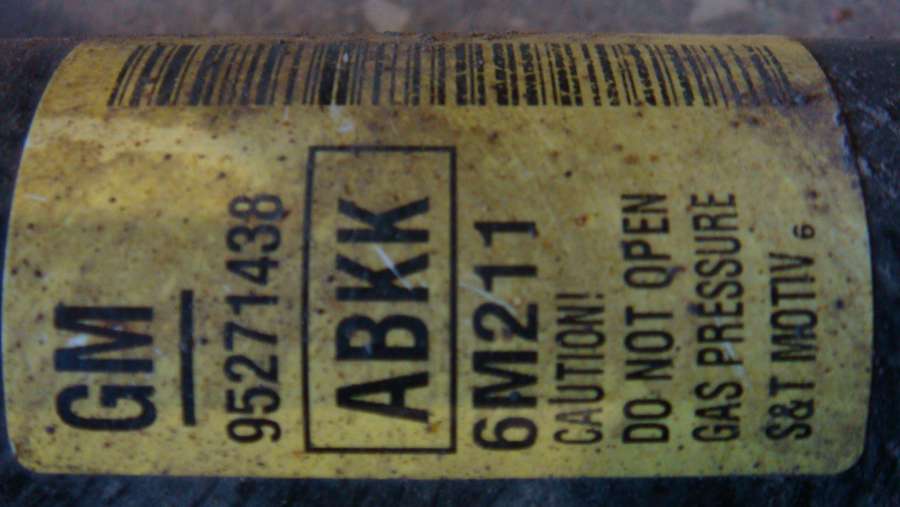 GM
95271438
ABKK
6M211
CAUTION!
DO NOT OPEN
GAS PRESSURE
S&T MOTIV 6